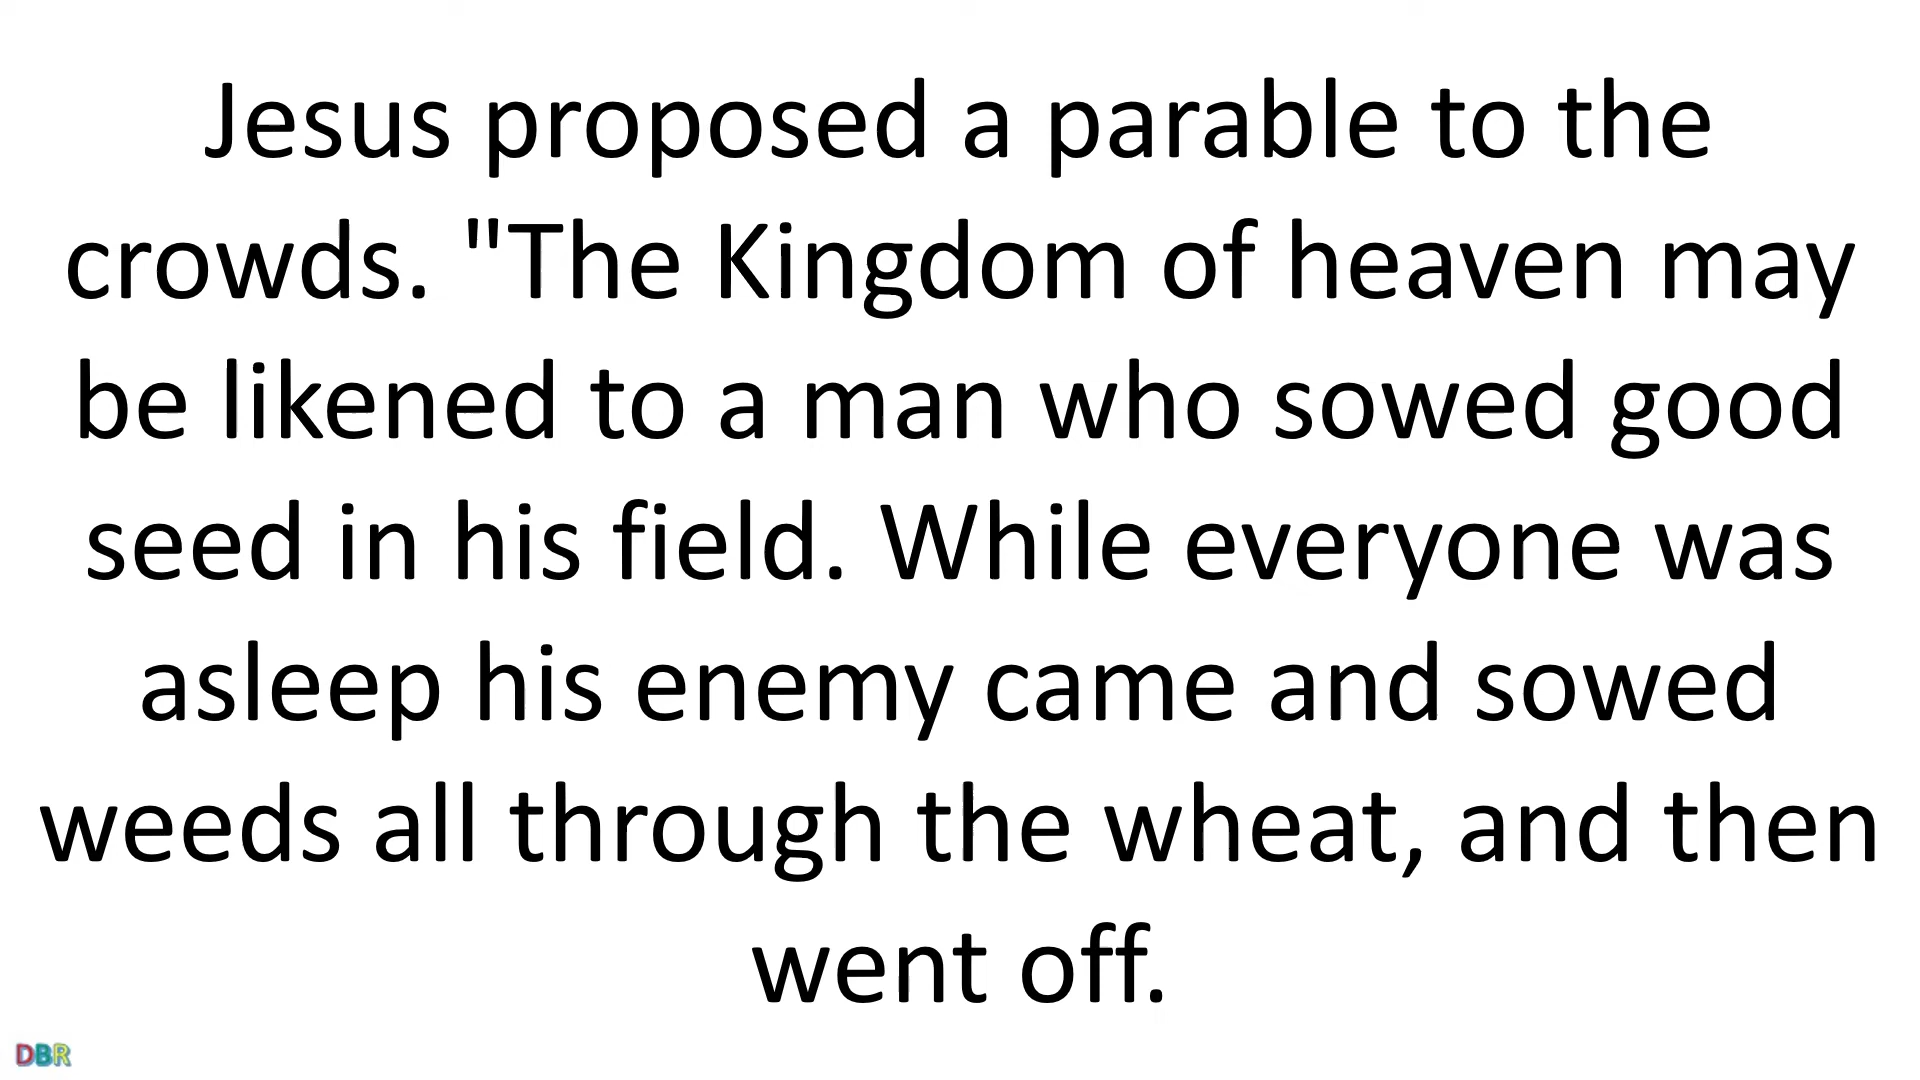 Jesus proposed a parable to the
crowds. "The Kingdom of heaven may
be likened to a man who sowed good
seed in his field. While everyone was
asleep his enemy came and sowed
weeds all through the wheat, and then
went off.
DBR